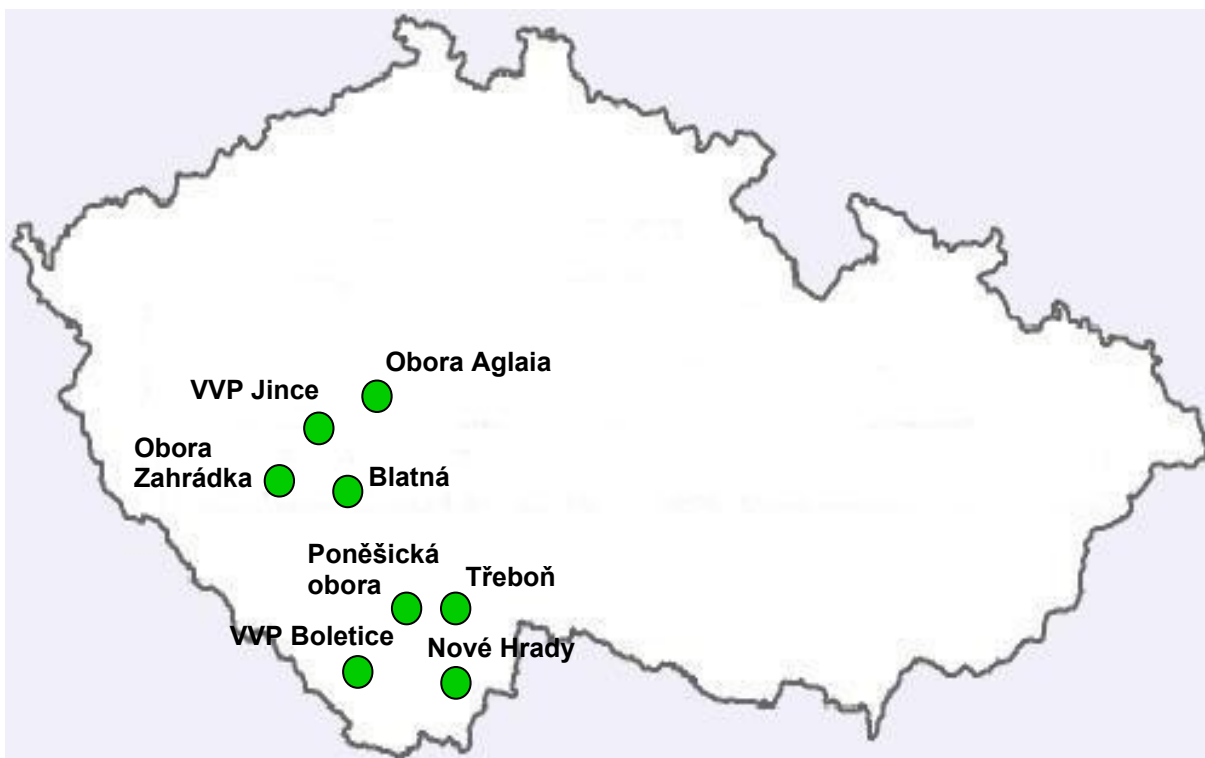 Obora Aglaia
VVP Jince
Obora
Zahrádka
Blatná
Poněšická
obora
Třeboň
VVP Boletice
Nové Hrady